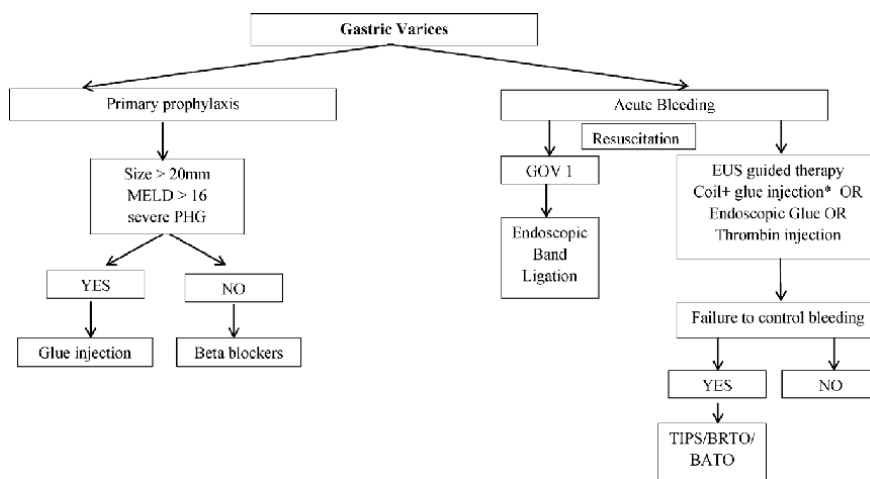 Gastric Varices
Primary prophylaxis
Acute Bleeding
Resuscitation
Size > 20mm
MELD > 16
severe PHG
GOV 1
EUS guided therapy
Coil+ glue injection* OR
Endoscopic Glue OR
Thrombin injection
Endoscopic
Band
Ligation
YES
NO
Failure to control bleeding
Glue injection
Beta blockers
YES
NO
TIPS/BRTO/
BATO